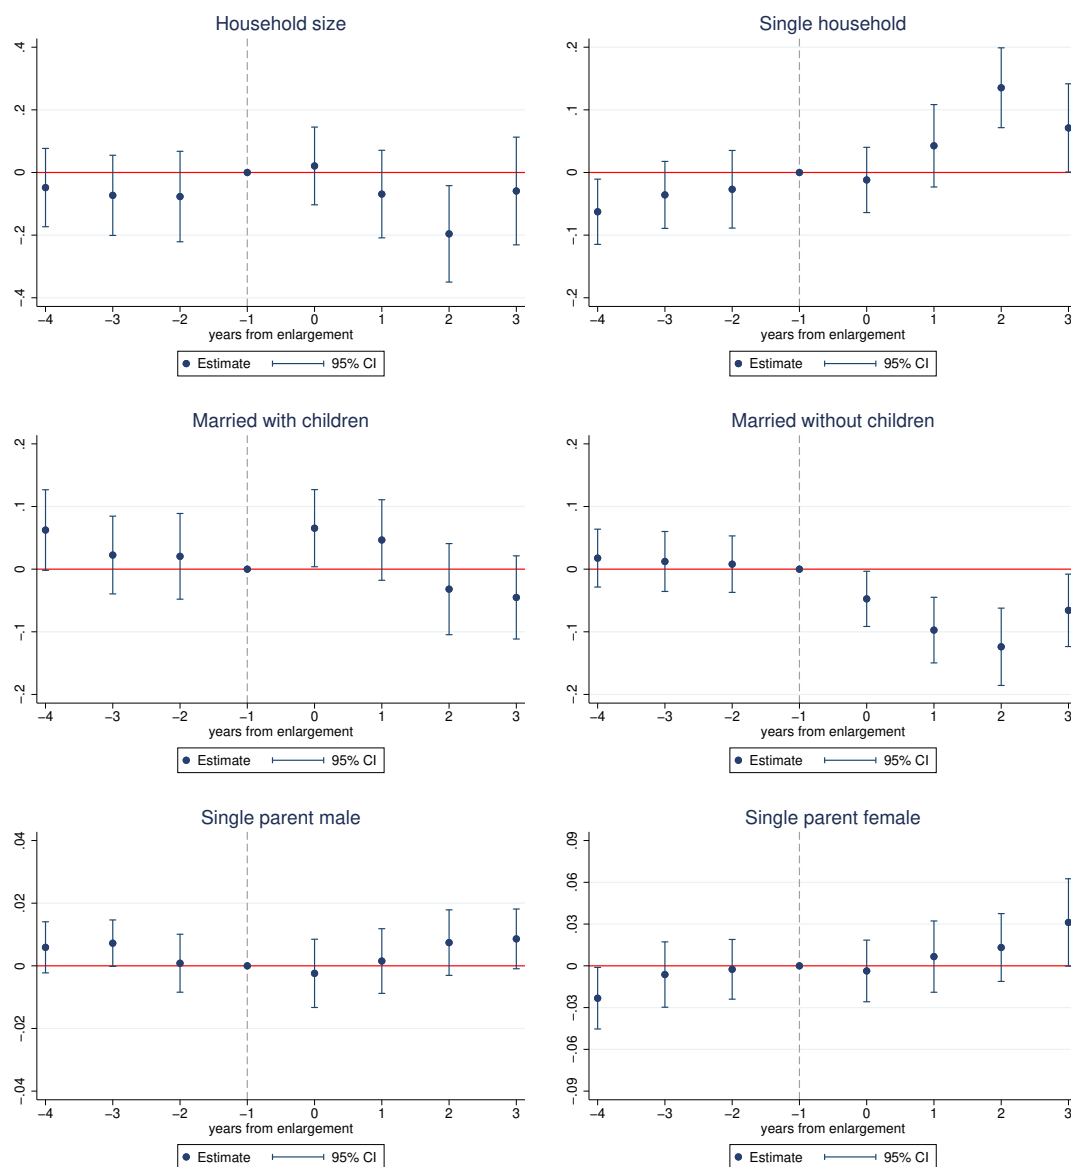 Household size
.4
.2
0
-.2
-.4
-4 -3 -2 -1 0 1 2 3
years from enlargement
Estimate 95% CI
Single household
.2
.1
0
-.1
-.2
-4 -3 -2 -1 0 1 2 3
years from enlargement
Estimate 95% CI
Married with children
.2
.1
0
-.1
-.2
-4 -3 -2 -1 0 1 2 3
years from enlargement
Estimate 95% CI
Married without children
.2
.1
0
-.1
-.2
-4 -3 -2 -1 0 1 2 3
years from enlargement
Estimate 95% CI
Single parent male
.04
.02
0
-.02
-.04
-4 -3 -2 -1 0 1 2 3
years from enlargement
Estimate 95% CI
Single parent female
.09
.06
.03
0
-.03
-.06
-.09
-4 -3 -2 -1 0 1 2 3
years from enlargement
Estimate 95% CI